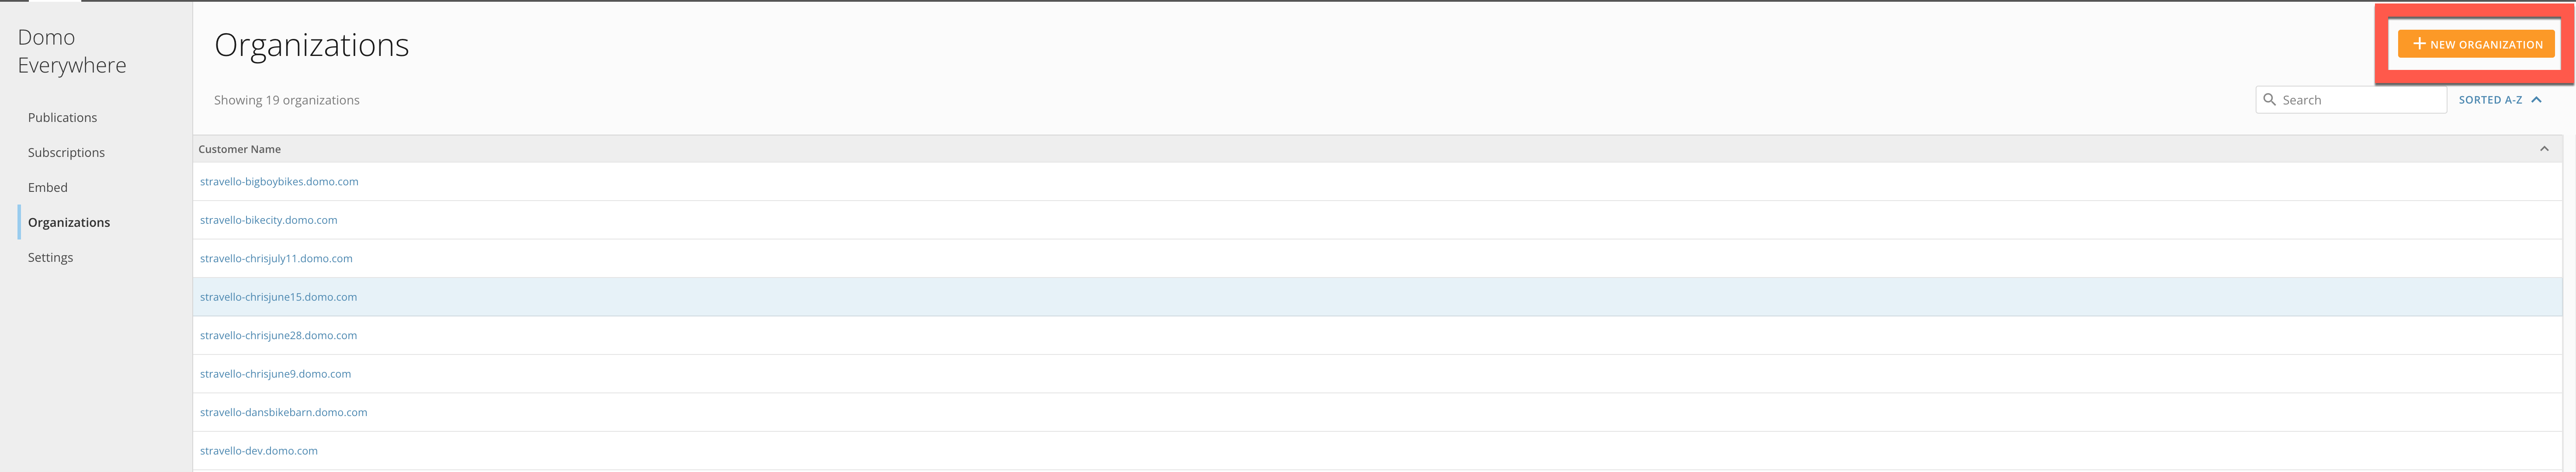 Domo
Everywhere
Publications
Subscriptions
Embed
Organizations
Settings
Organizations
+ NEW ORGANIZATION
Showing 19 organizations
Search
SORTED A-Z
Customer Name
stravello-bigboybikes.domo.com
stravello-bikecity.domo.com
stravello-chrisjuly11.domo.com
stravello-chrisjune15.domo.com
stravello-chrisjune28.domo.com
stravello-chrisjune9.domo.com
stravello-dansbikebarn.domo.com
stravello-dev.domo.com